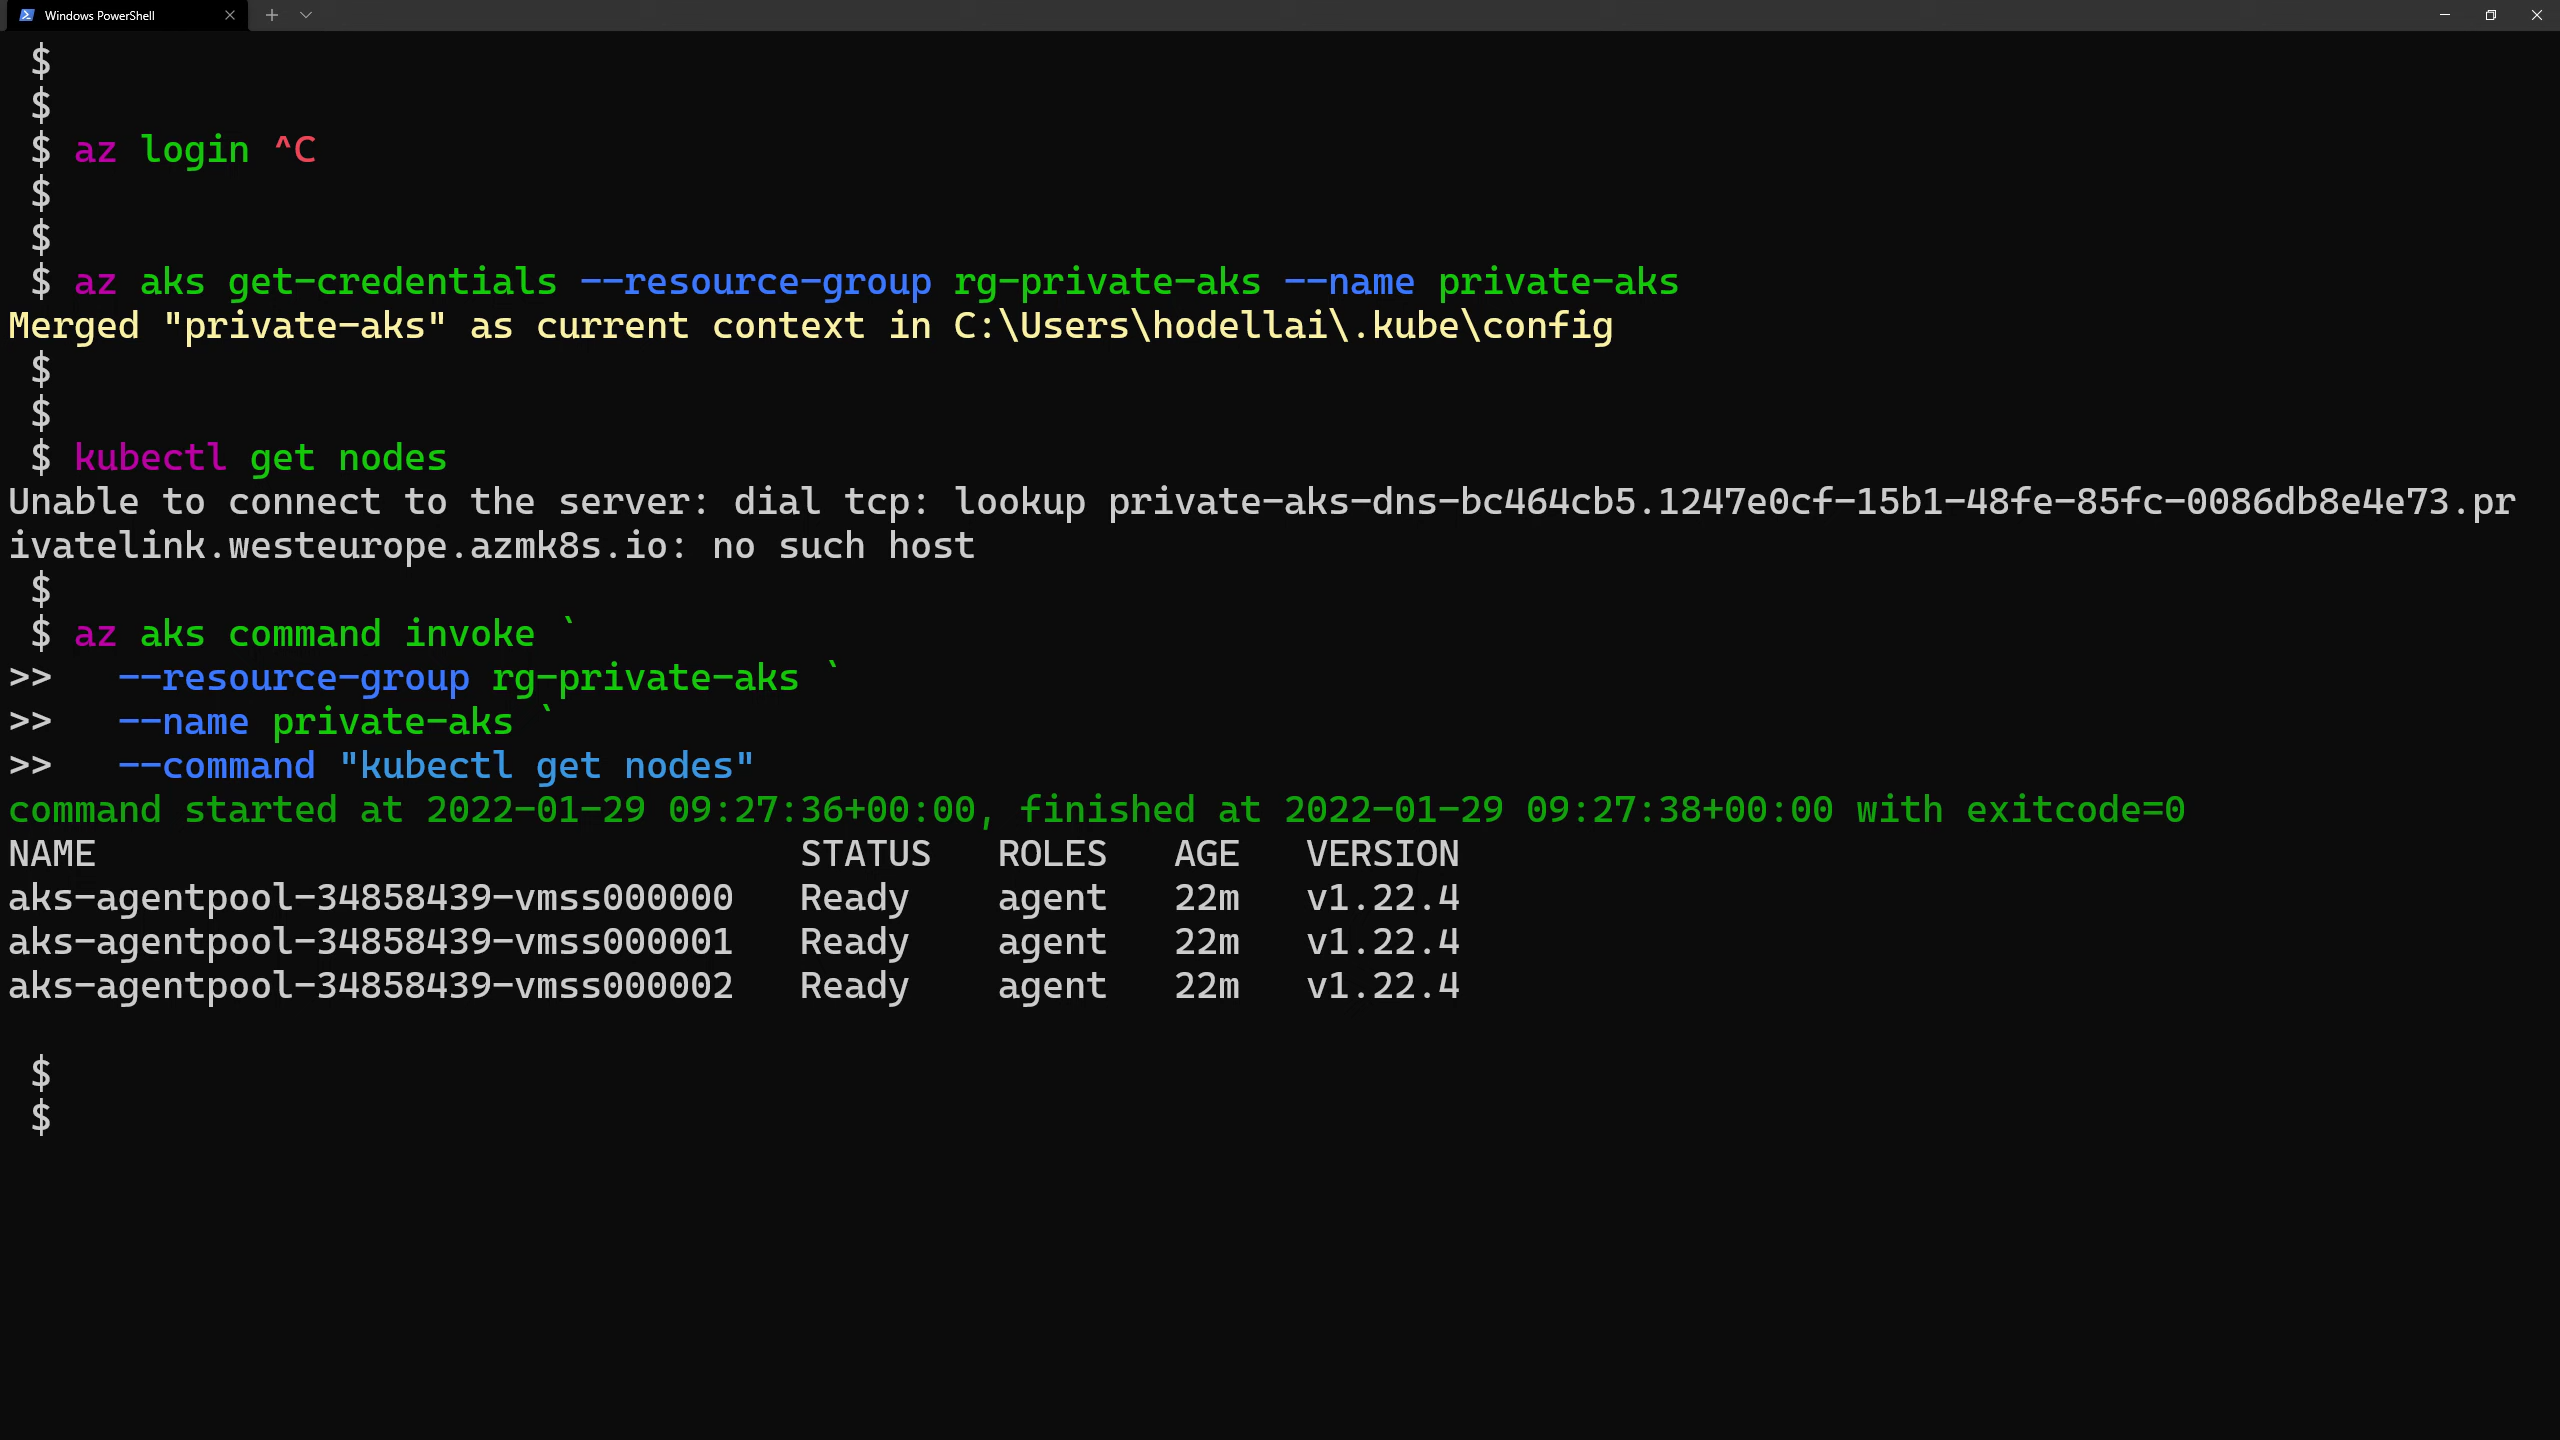 Windows PowerShell
$
$
$ az login ^C
$
$
$ az aks get-credentials --resource-group rg-private-aks --name private-aks
Merged "private-aks" as current context in C:\Users\hodellai\.kube\config
$
$
$ kubectl get nodes
Unable to connect to the server: dial tcp: lookup private-aks-dns-bc464cb5.1247e0cf-15b1-48fe-85fc-0086db8e4e73.pr
ivatelink.westeurope.azmk8s.io: no such host
$
$ az aks command invoke `
>>   --resource-group rg-private-aks `
>>   --name private-aks `
>>   --command "kubectl get nodes"
command started at 2022-01-29 09:27:36+00:00, finished at 2022-01-29 09:27:38+00:00 with exitcode=0
NAME                                STATUS   ROLES   AGE   VERSION
aks-agentpool-34858439-vmss000000   Ready    agent   22m   v1.22.4
aks-agentpool-34858439-vmss000001   Ready    agent   22m   v1.22.4
aks-agentpool-34858439-vmss000002   Ready    agent   22m   v1.22.4
$
$